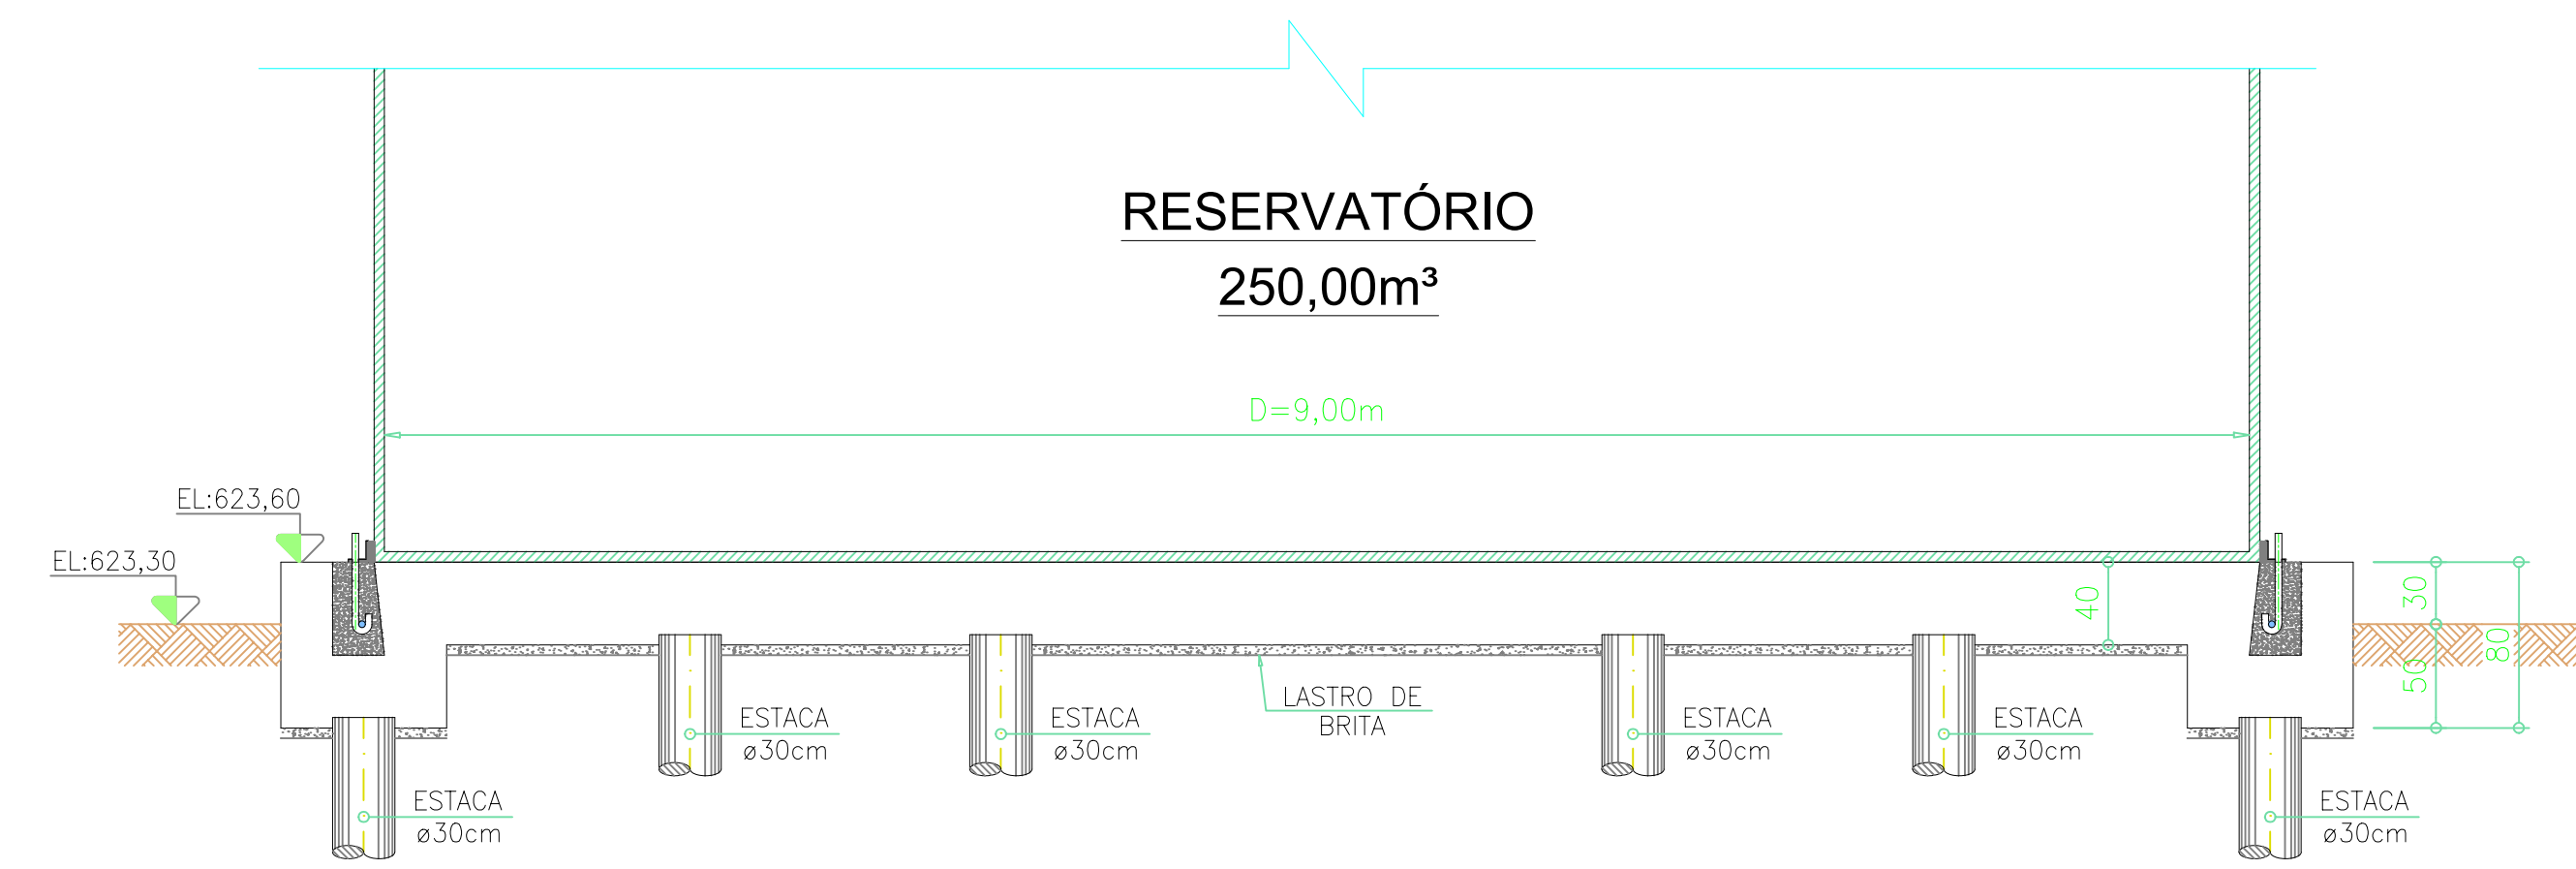 RESERVATÓRIO
250,00m³
D=9,00m
EL:623,60
EL:623,30
40
30
50
80
LASTRO DE
BRITA
ESTACA
ø30cm
ESTACA
ø30cm
ESTACA
ø30cm
ESTACA
ø30cm
ESTACA
ø30cm
ESTACA
ø30cm